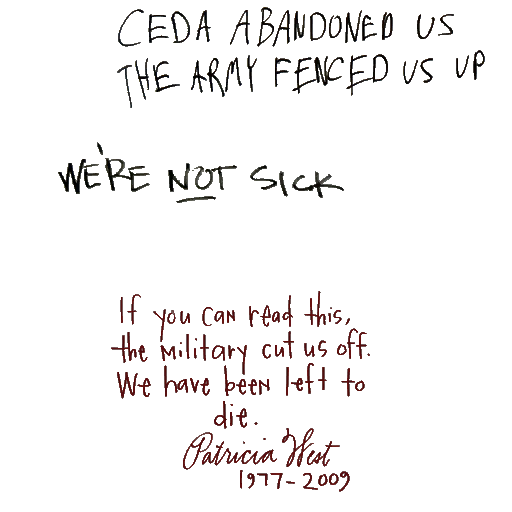 CEDA ABANDONED US
THE ARMY FENCED US UP
WE'RE NOT SICK
If you can read this,
the military cut us off.
We have been left to
die.
Patricia West
1977-2009